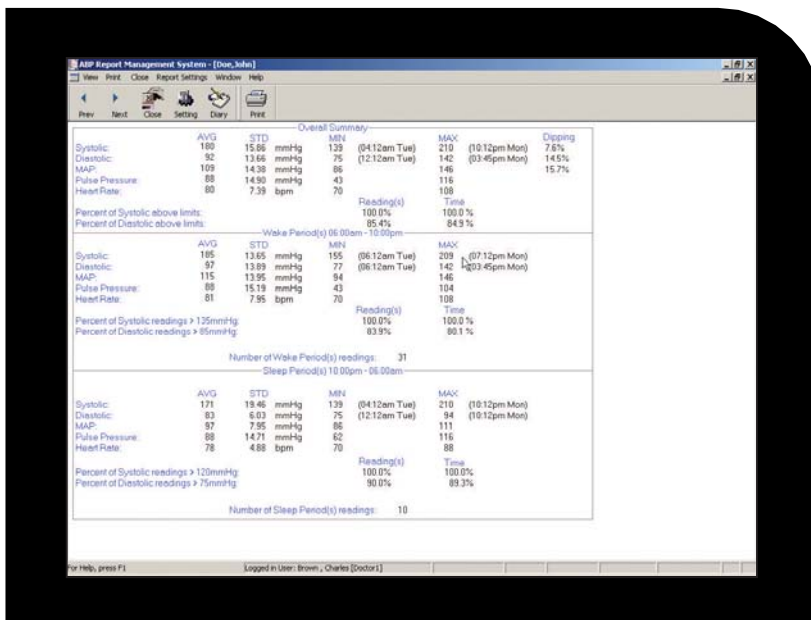 ABP Report Management System - [Doe,John]
View Print Close Report Settings Window Help
Prev Next Close Setting Diary Print
Overall Summary
AVG STD MIN MAX Dipping
Systolic: 180 15.86 mmHg 139 (04:12am Tue) 210 (10:12pm Mon) 7.6%
Diastolic: 92 13.66 mmHg 75 (12:12am Tue) 142 (03:45pm Mon) 14.5%
MAP: 109 14.38 mmHg 86 146 15.7%
Pulse Pressure: 88 14.90 mmHg 43 116
Heart Rate: 80 7.39 bpm 70 108
Reading(s) Time
Percent of Systolic above limits: 100.0% 100.0 %
Percent of Diastolic above limits: 85.4% 84.9 %
Wake Period(s) 06:00am - 10:00pm
AVG STD MIN MAX
Systolic: 185 13.65 mmHg 155 (06:12am Tue) 209 (07:12pm Mon)
Diastolic: 97 13.89 mmHg 77 (06:12am Tue) 142 (03:45pm Mon)
MAP: 115 13.95 mmHg 94 146
Pulse Pressure: 88 15.19 mmHg 43 104
Heart Rate: 81 7.95 bpm 70 108
Reading(s) Time
Percent of Systolic readings > 135mmHg: 100.0% 100.0 %
Percent of Diastolic readings > 85mmHg: 83.9% 80.1 %
Number of Wake Period(s) readings: 31
Sleep Period(s) 10:00pm - 06:00am
AVG STD MIN MAX
Systolic: 171 19.46 mmHg 139 (04:12am Tue) 210 (10:12pm Mon)
Diastolic: 83 6.03 mmHg 75 (12:12am Tue) 94 (10:12pm Mon)
MAP: 97 7.95 mmHg 86 111
Pulse Pressure: 88 14.71 mmHg 62 116
Heart Rate: 78 4.88 bpm 70 88
Reading(s) Time
Percent of Systolic readings > 120mmHg: 100.0% 100.0%
Percent of Diastolic readings > 75mmHg: 90.0% 89.3%
Number of Sleep Period(s) readings: 10
For Help, press F1 Logged in User: Brown , Charles [Doctor1]